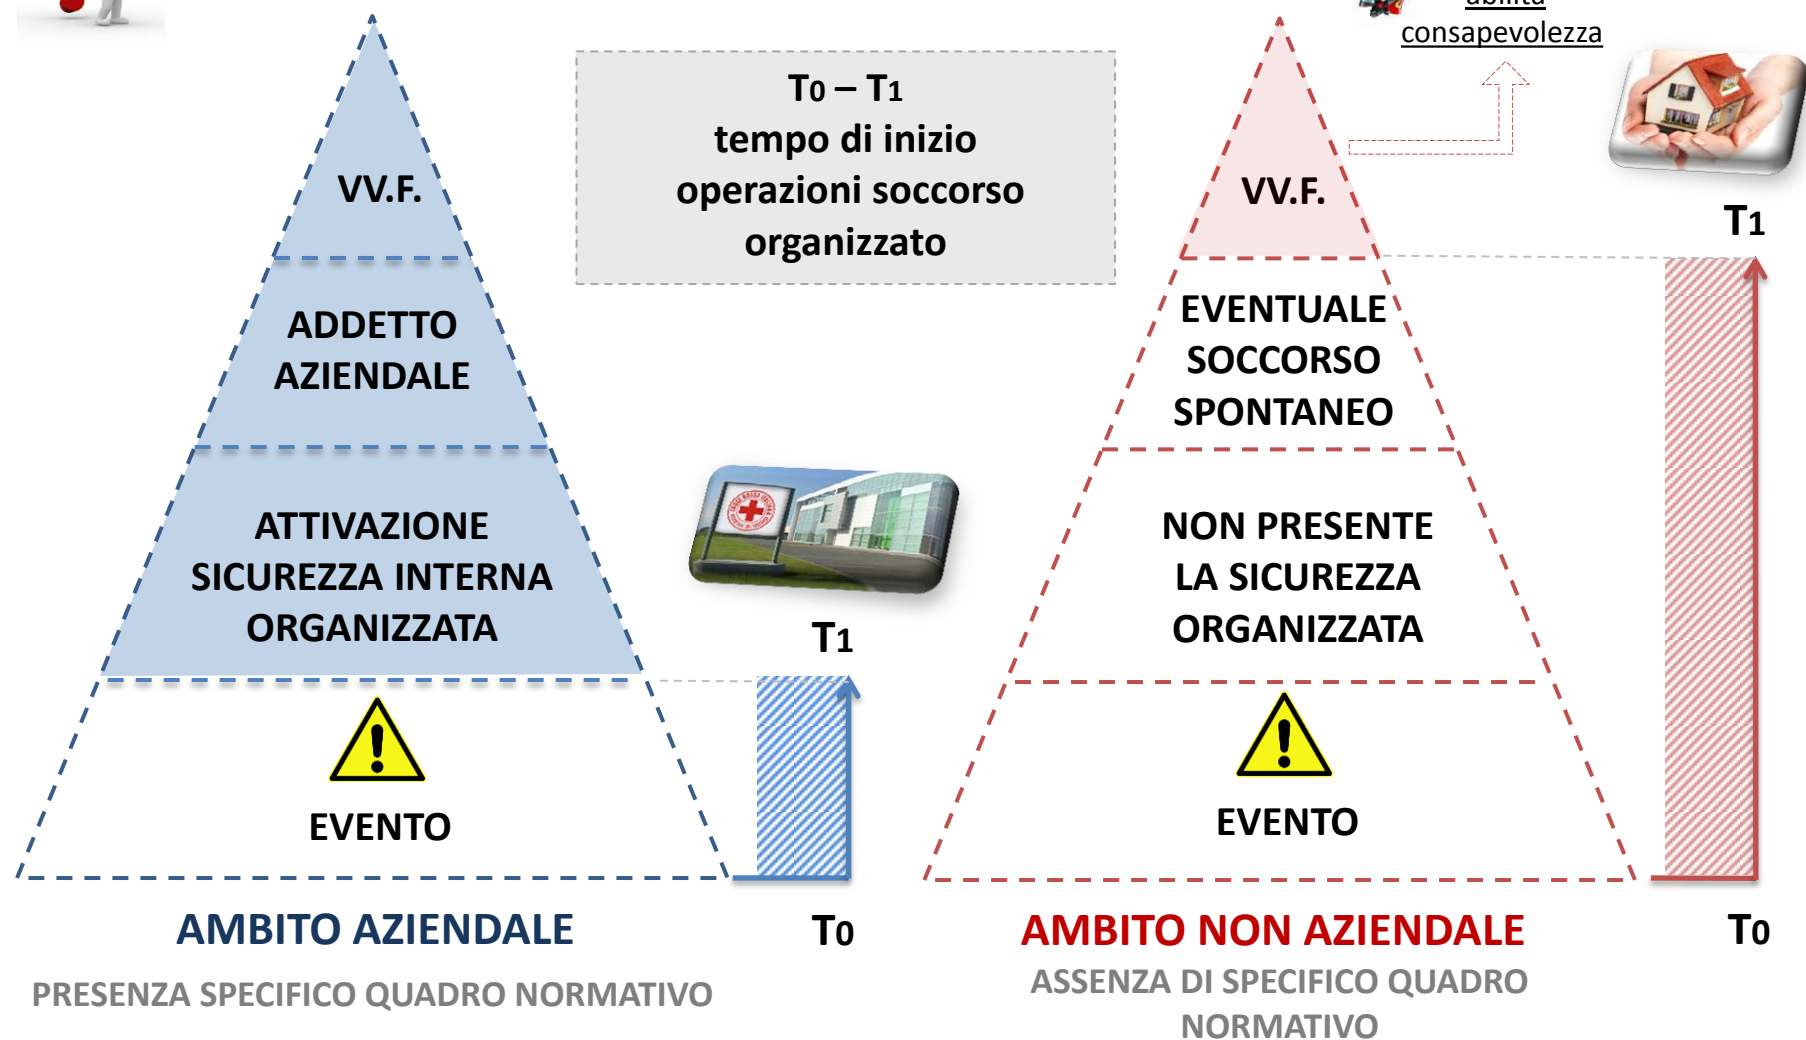 abilità
consapevolezza
T0 – T1
tempo di inizio
operazioni soccorso
organizzato
VV.F.
ADDETTO
AZIENDALE
ATTIVAZIONE
SICUREZZA INTERNA
ORGANIZZATA
EVENTO
T1
T0
AMBITO AZIENDALE
PRESENZA SPECIFICO QUADRO NORMATIVO
VV.F.
EVENTUALE
SOCCORSO
SPONTANEO
NON PRESENTE
LA SICUREZZA
ORGANIZZATA
EVENTO
T1
T0
AMBITO NON AZIENDALE
ASSENZA DI SPECIFICO QUADRO
NORMATIVO